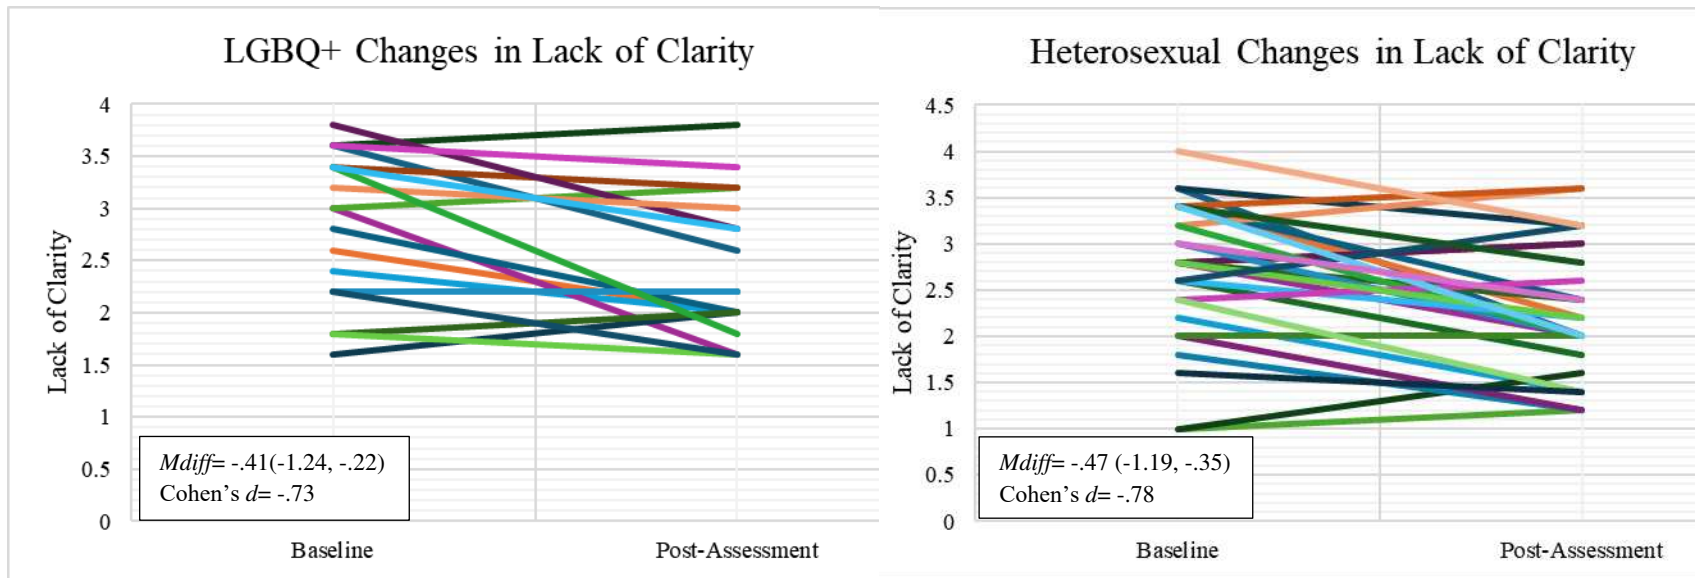 LGBQ+ Changes in Lack of Clarity
4
3.5
3
2.5
2
1.5
1
0.5
0
Lack of Clarity
Mdiff= -.41(-1.24, -.22)
Cohen's d= -.73
Baseline
Post-Assessment
Heterosexual Changes in Lack of Clarity
4.5
4
3.5
3
2.5
2
1.5
1
0.5
0
Lack of Clarity
Mdiff= -.47 (-1.19, -.35)
Cohen's d= -.78
Baseline
Post-Assessment